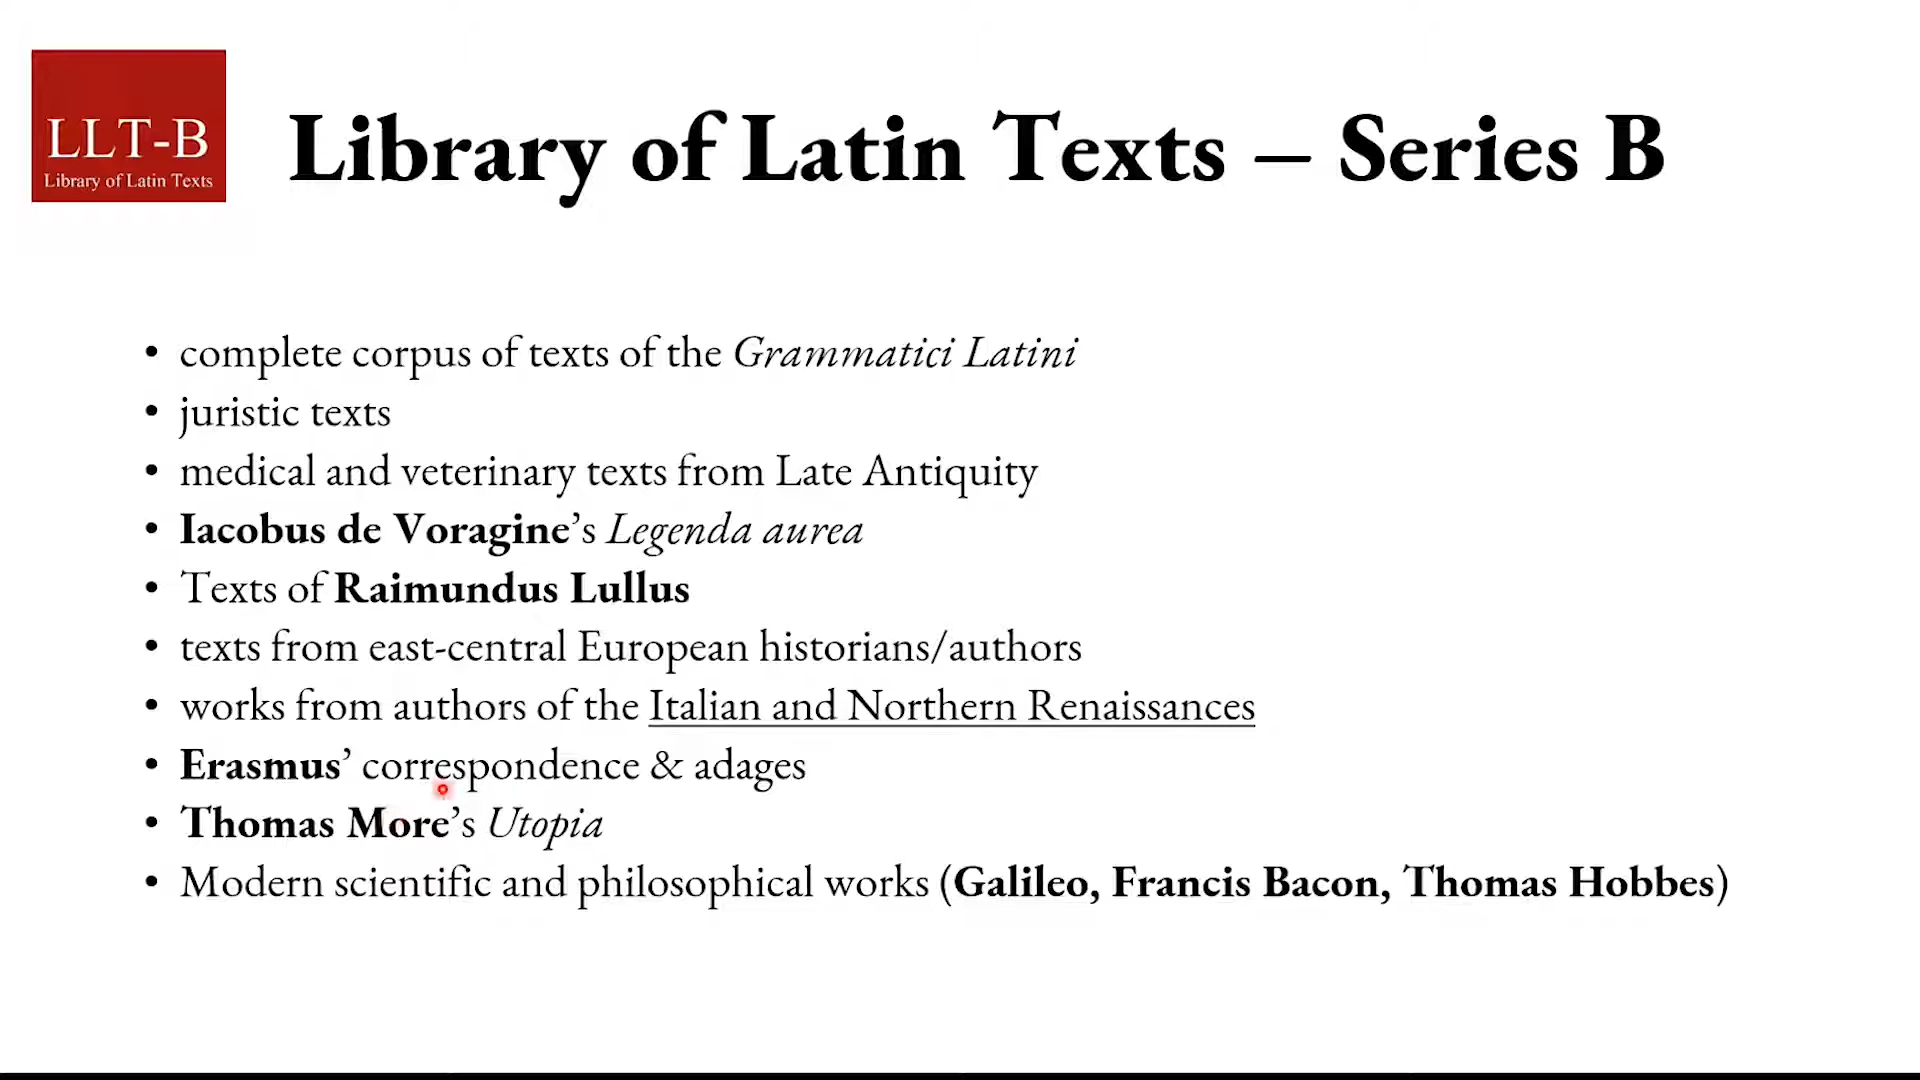 LLT-B
Library of Latin Texts
Library of Latin Texts – Series B
• complete corpus of texts of the Grammatici Latini
• juristic texts
• medical and veterinary texts from Late Antiquity
• Iacobus de Voragine’s Legenda aurea
• Texts of Raimundus Lullus
• texts from east-central European historians/authors
• works from authors of the Italian and Northern Renaissances
• Erasmus’ correspondence & adages
• Thomas More’s Utopia
• Modern scientific and philosophical works (Galileo, Francis Bacon, Thomas Hobbes)